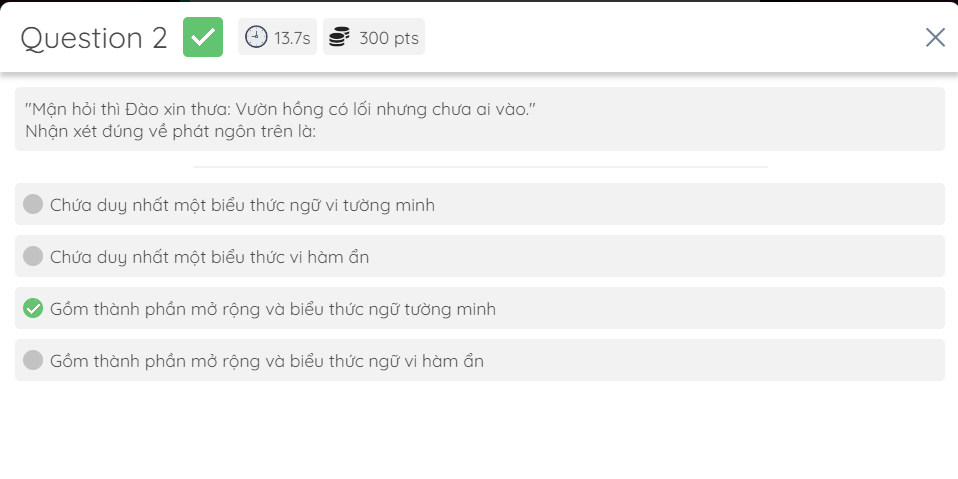 Question 2
13.7s
300 pts
"Mận hỏi thì Đào xin thưa: Vườn hồng có lối nhưng chưa ai vào."
Nhận xét đúng về phát ngôn trên là:
Chứa duy nhất một biểu thức ngữ vi tường minh
Chứa duy nhất một biểu thức vi hàm ẩn
Gồm thành phần mở rộng và biểu thức ngữ tường minh
Gồm thành phần mở rộng và biểu thức ngữ vi hàm ẩn